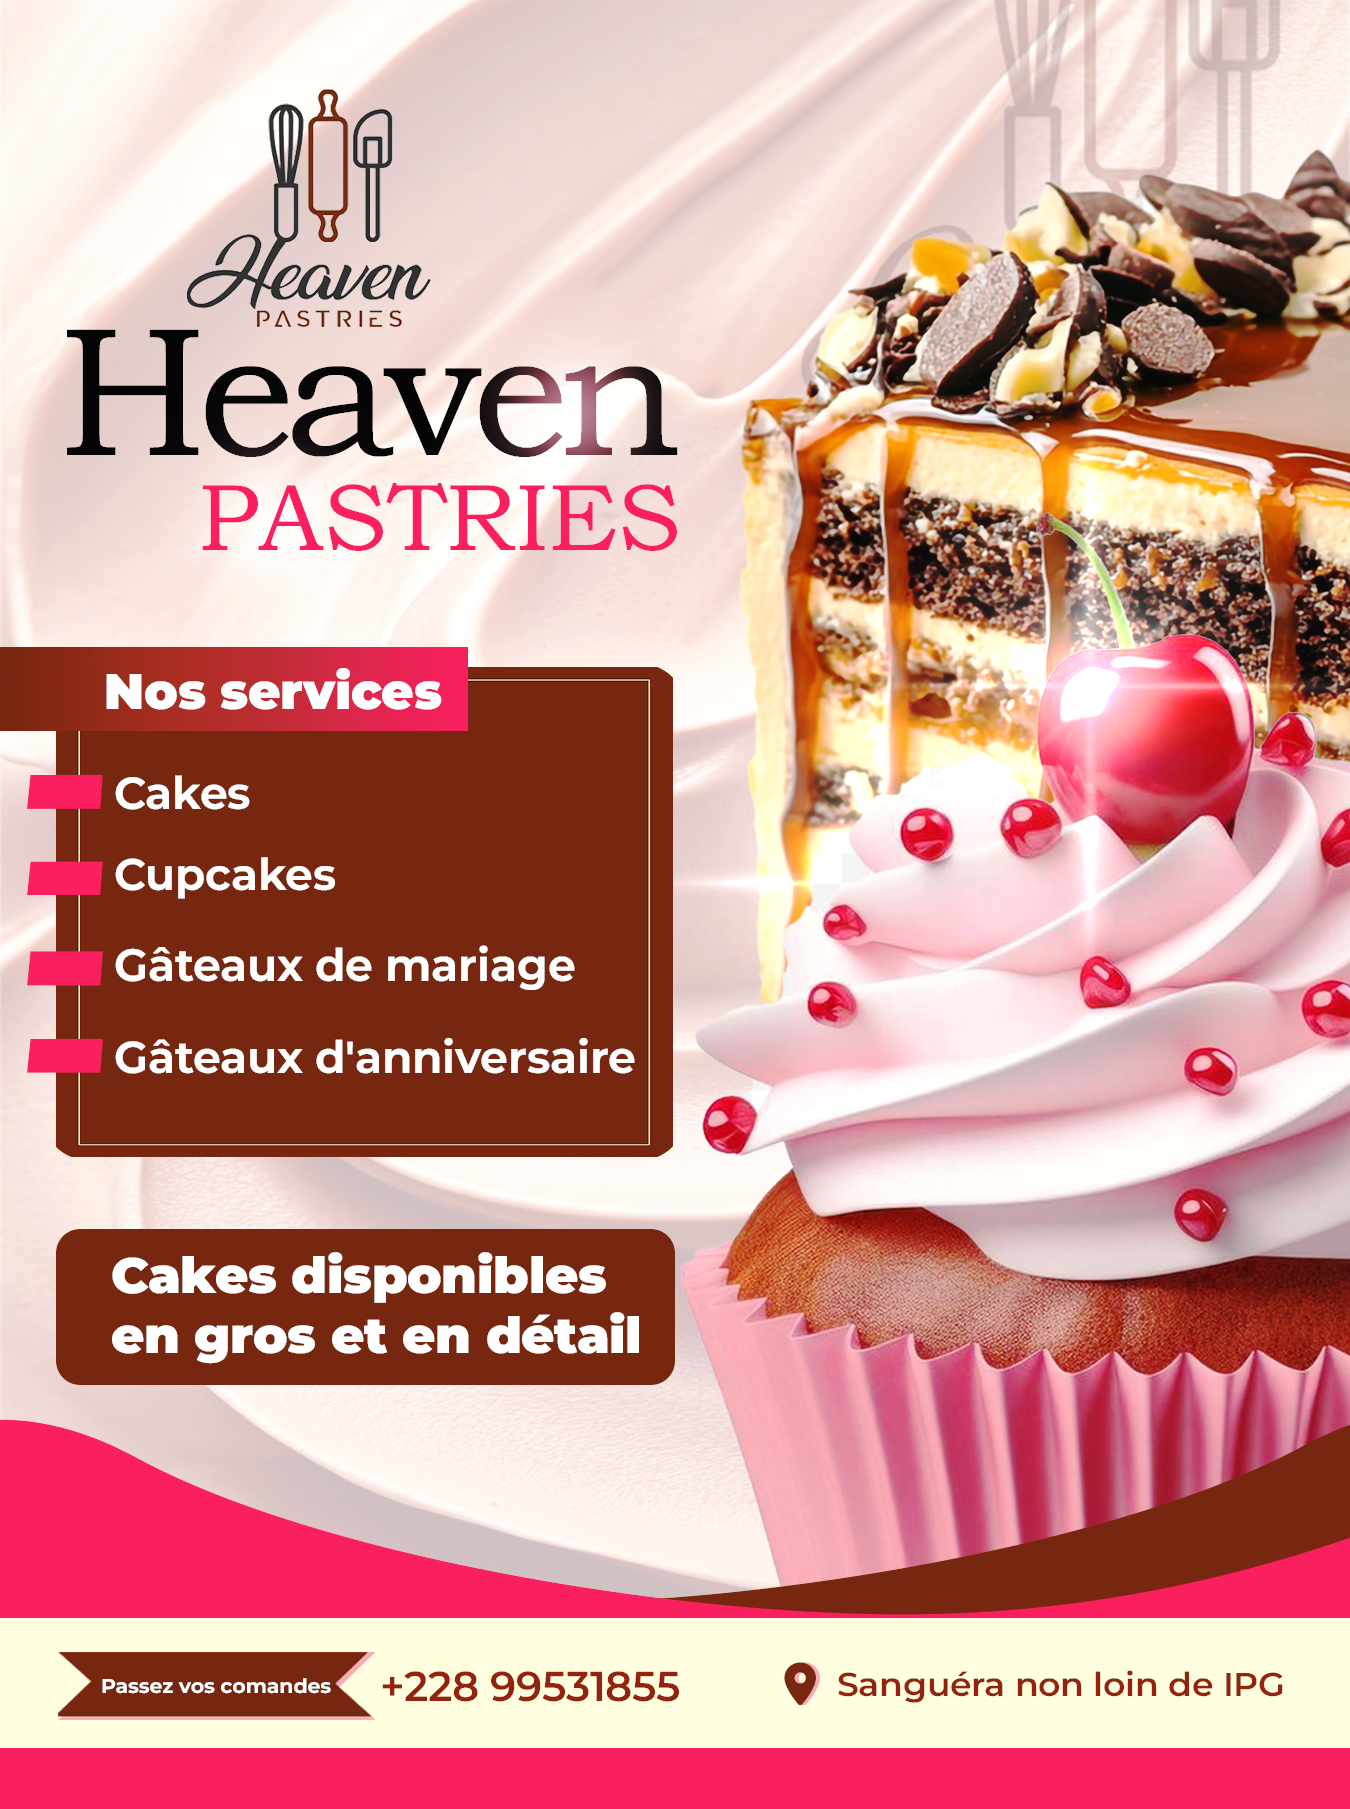 Heaven
PASTRIES
Heaven
PASTRIES
Nos services
Cakes
Cupcakes
Gâteaux de mariage
Gâteaux d'anniversaire
Cakes disponibles
en gros et en détail
Passez vos comandes
+228 99531855
Sanguéra non loin de IPG